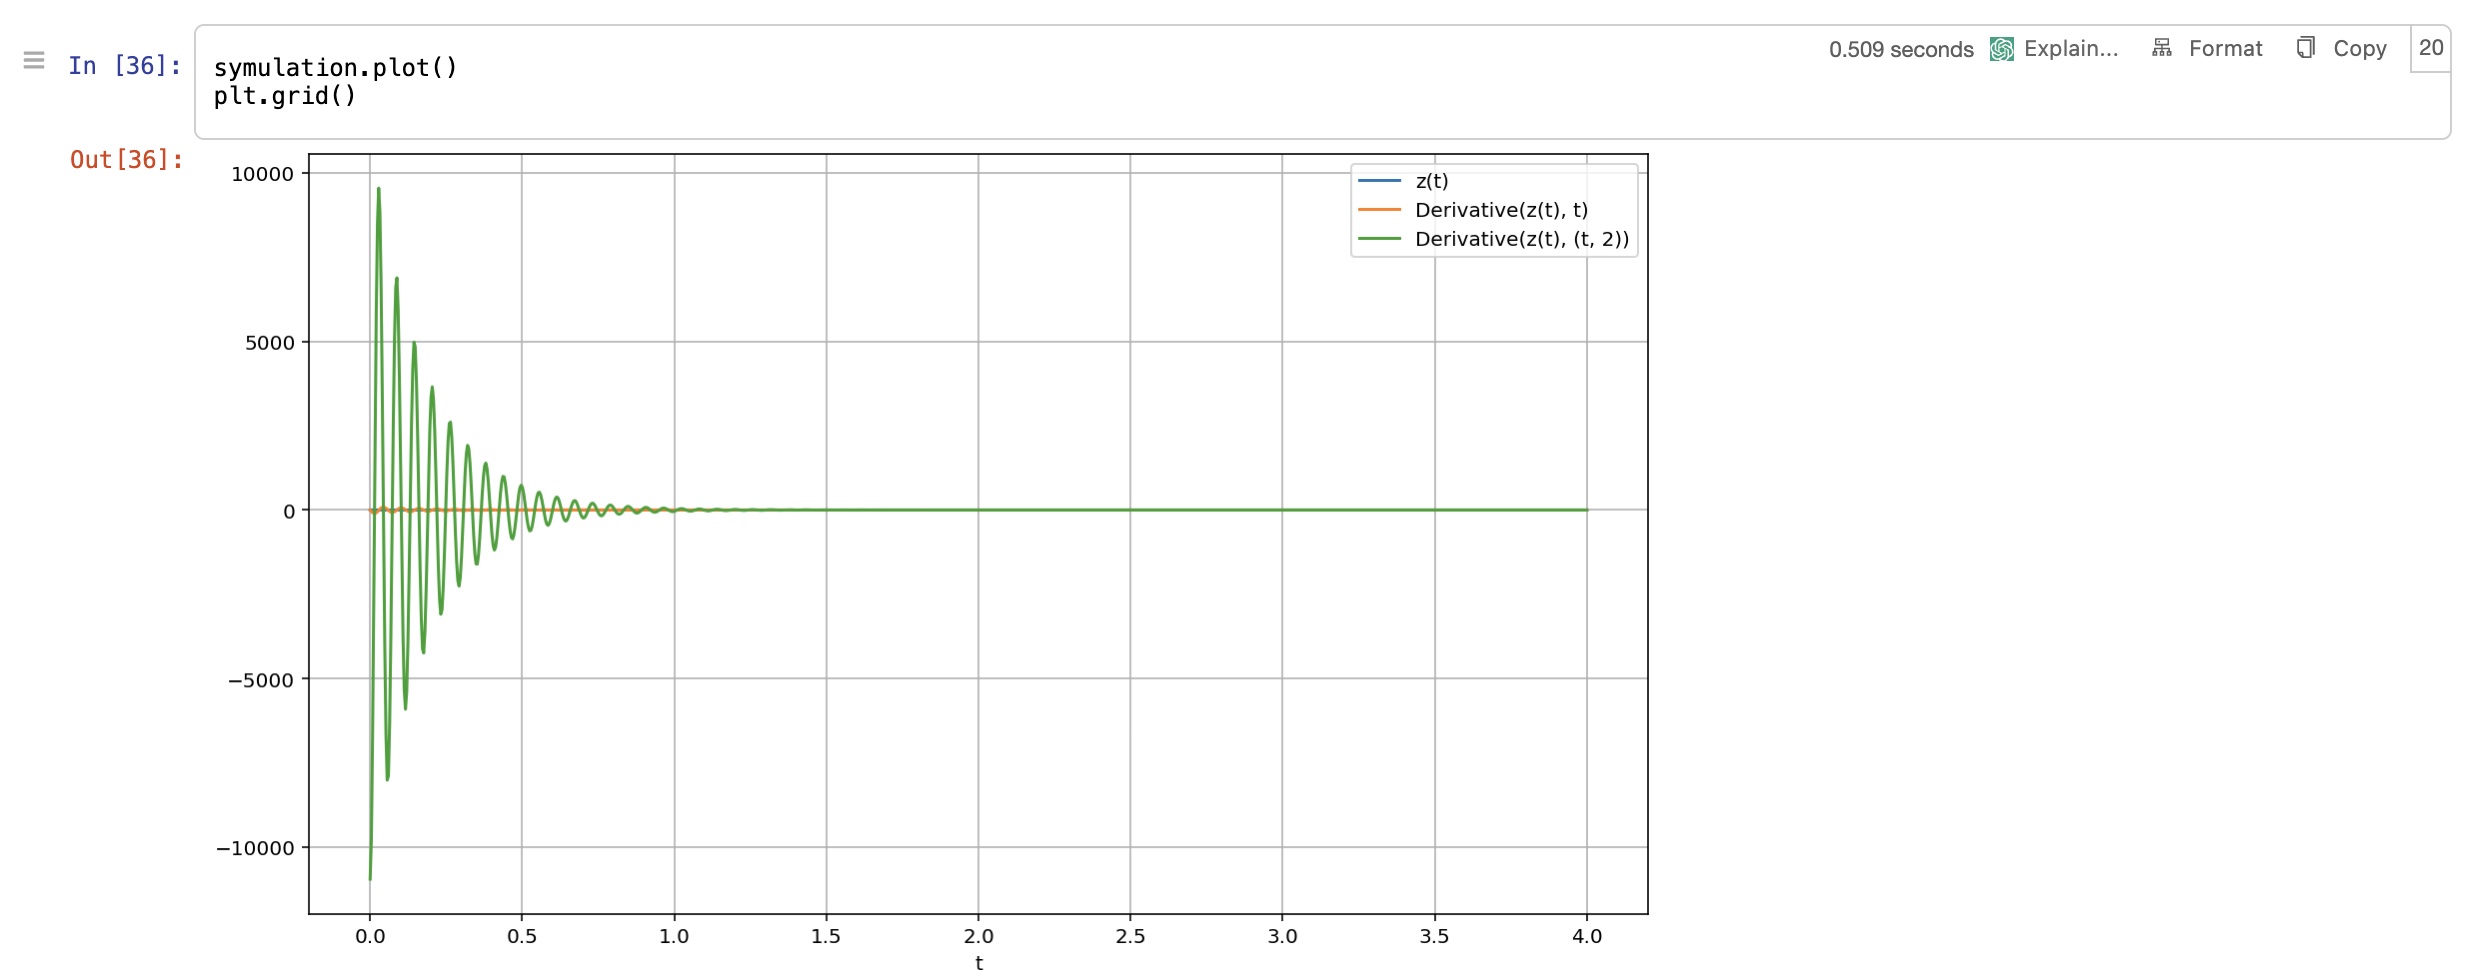 In [36]:
symulation.plot()
plt.grid()
0.509 seconds Explain... Format Copy 20
Out[36]:
10000
5000
0
−5000
−10000
z(t)
Derivative(z(t), t)
Derivative(z(t), (t, 2))
0.0 0.5 1.0 1.5 2.0 2.5 3.0 3.5 4.0
t